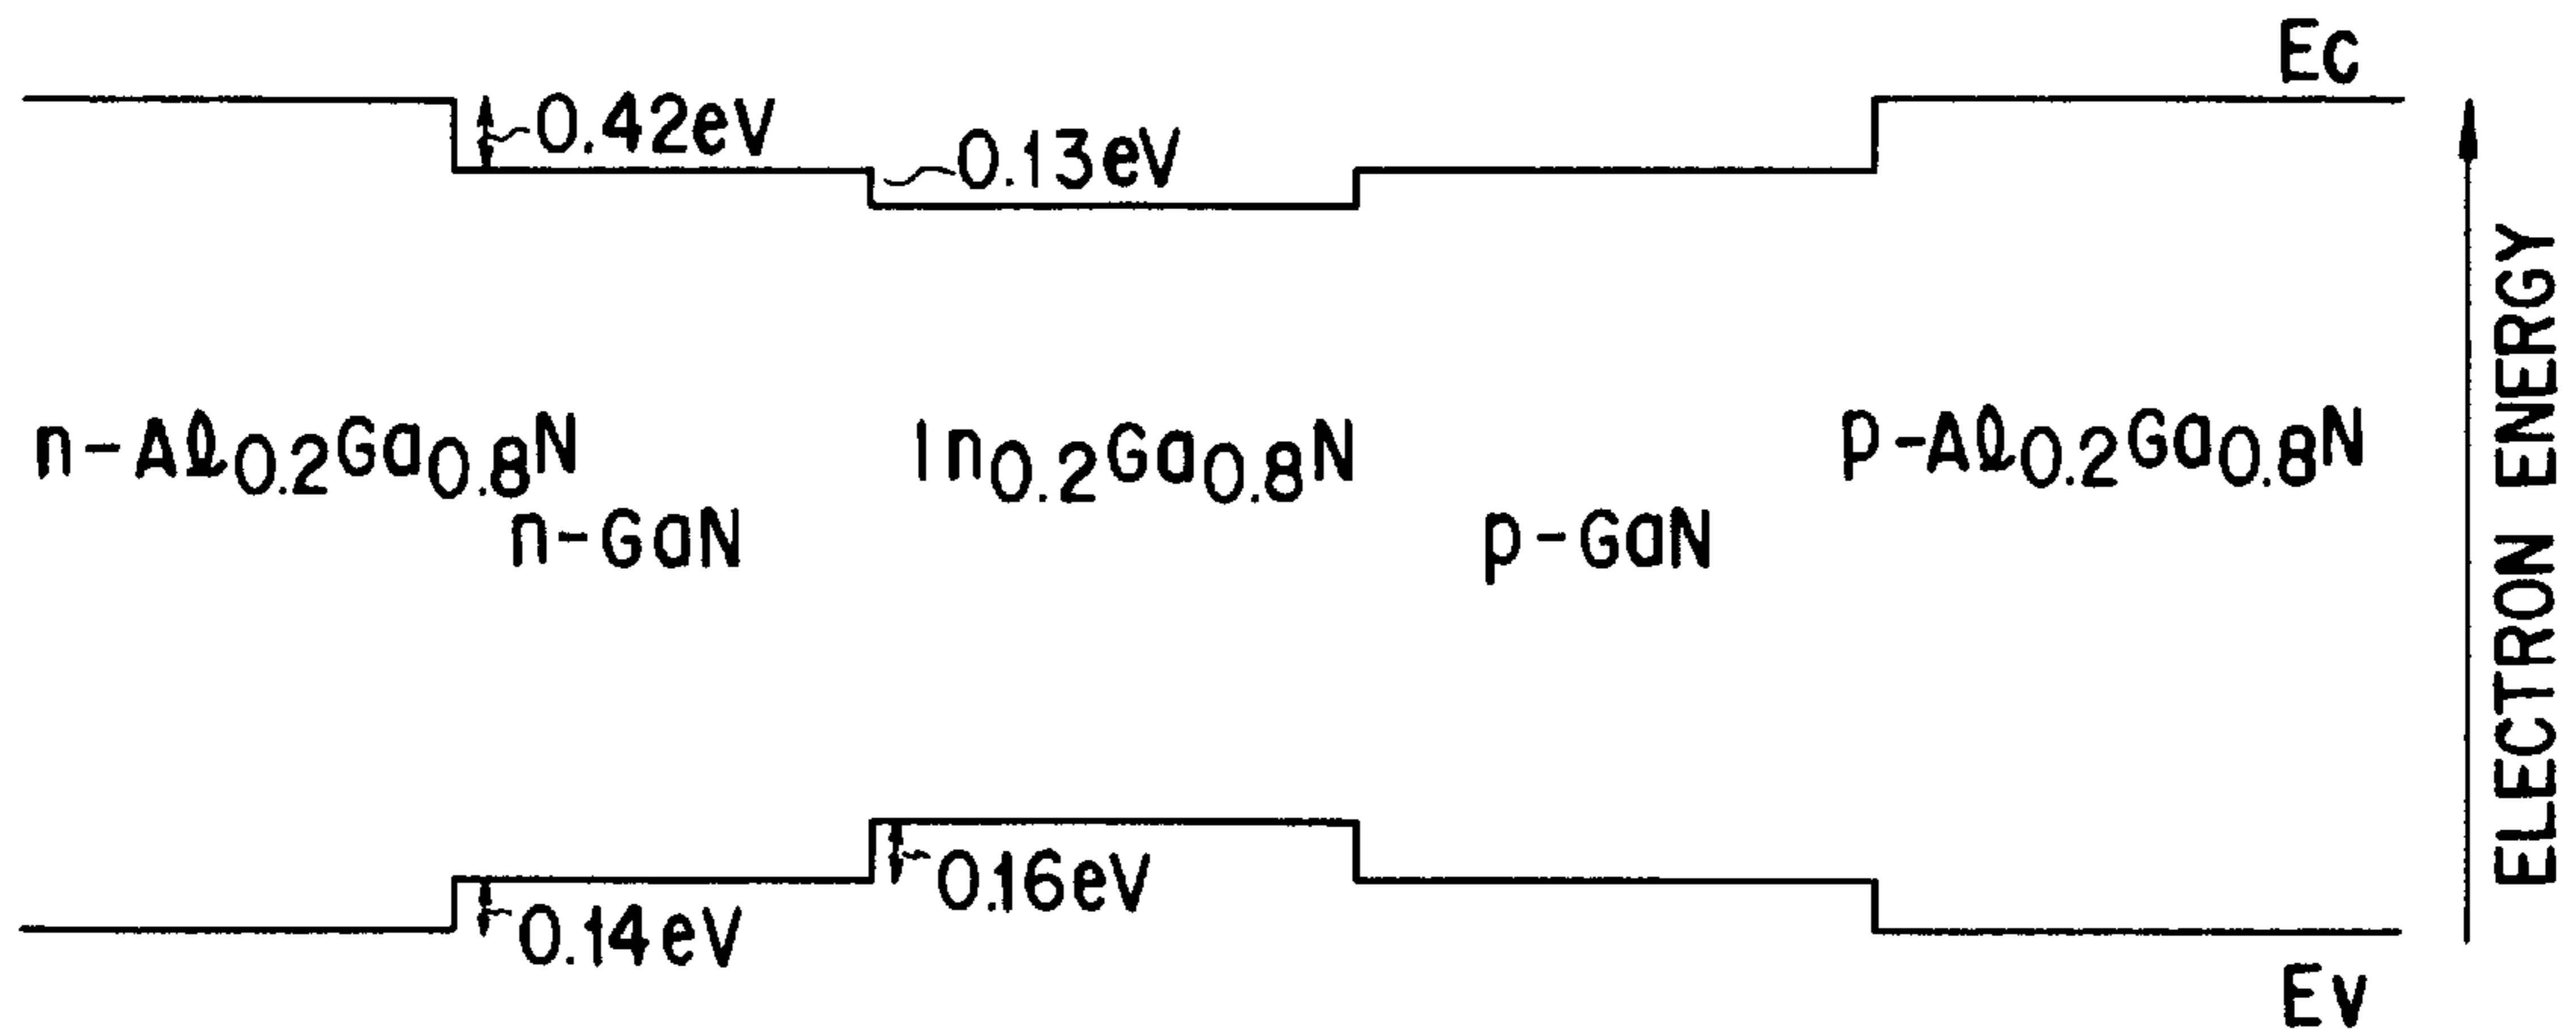 Ec
0.42eV
0.13eV
n-Al0.2Ga0.8N
In0.2Ga0.8N
p-Al0.2Ga0.8N
n-GaN
p-GaN
ELECTRON ENERGY
0.16eV
0.14eV
Ev